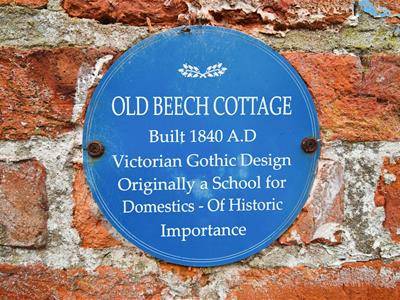 OLD BEECH COTTAGE
Built 1840 A.D
Victorian Gothic Design
Originally a School for
Domestics - Of Historic
Importance